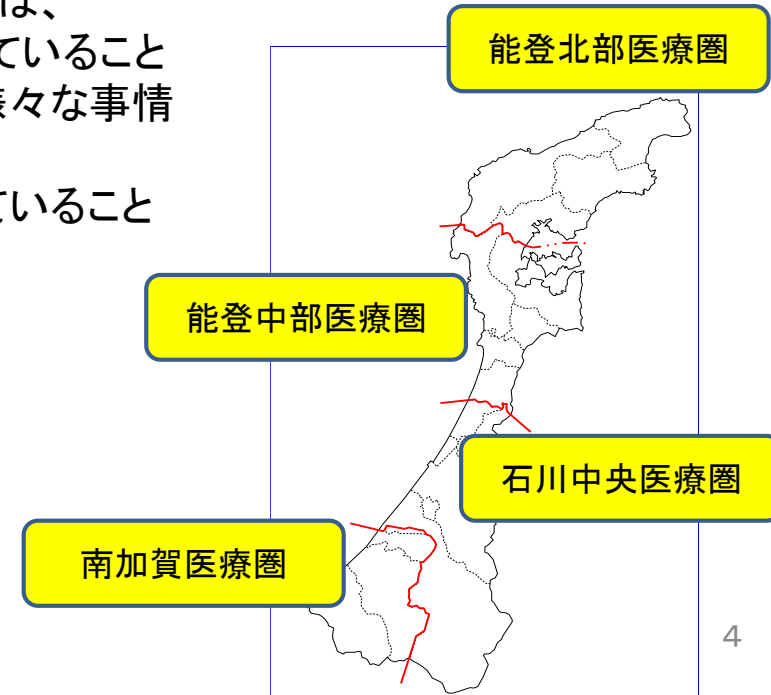 は、
ていること
様々な事情
ていること
能登北部医療圏
能登中部医療圏
石川中央医療圏
南加賀医療圏
4